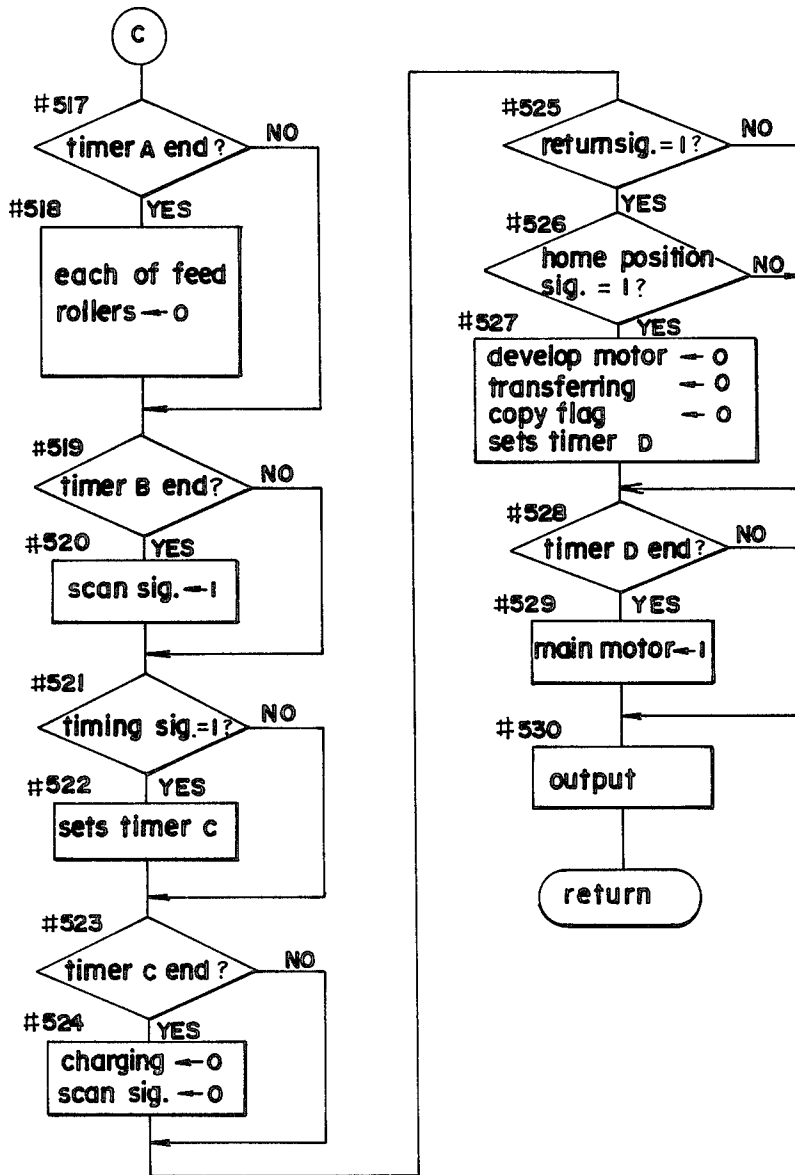 C
#517
timer A end?
NO
YES
#518
each of feed
rollers ← 0
#519
timer B end?
NO
YES
#520
scan sig. ← 1
#521
timing sig.=1?
NO
YES
#522
sets timer C
#523
timer C end?
NO
YES
#524
charging ← 0
scan sig. ← 0
#525
return sig. = 1?
NO
YES
#526
home position
sig. = 1?
NO
YES
#527
develop motor ← 0
transferring ← 0
copy flag ← 0
sets timer D
#528
timer D end?
NO
YES
#529
main motor ← 1
#530
output
return